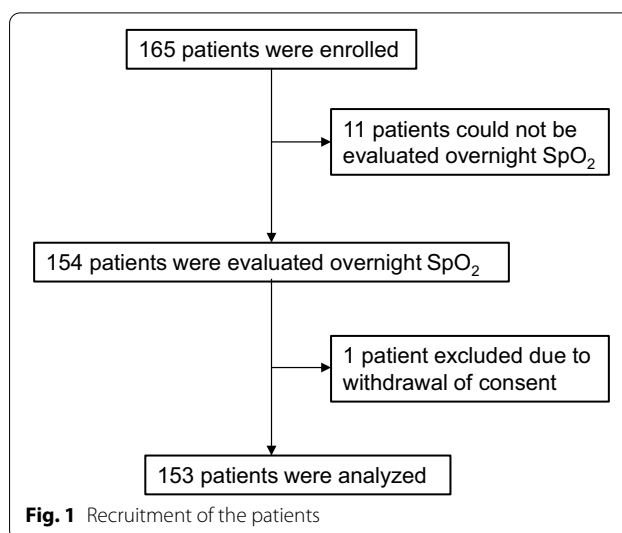 165 patients were enrolled
11 patients could not be
evaluated overnight SpO₂
154 patients were evaluated overnight SpO₂
1 patient excluded due to
withdrawal of consent
153 patients were analyzed
Fig. 1 Recruitment of the patients